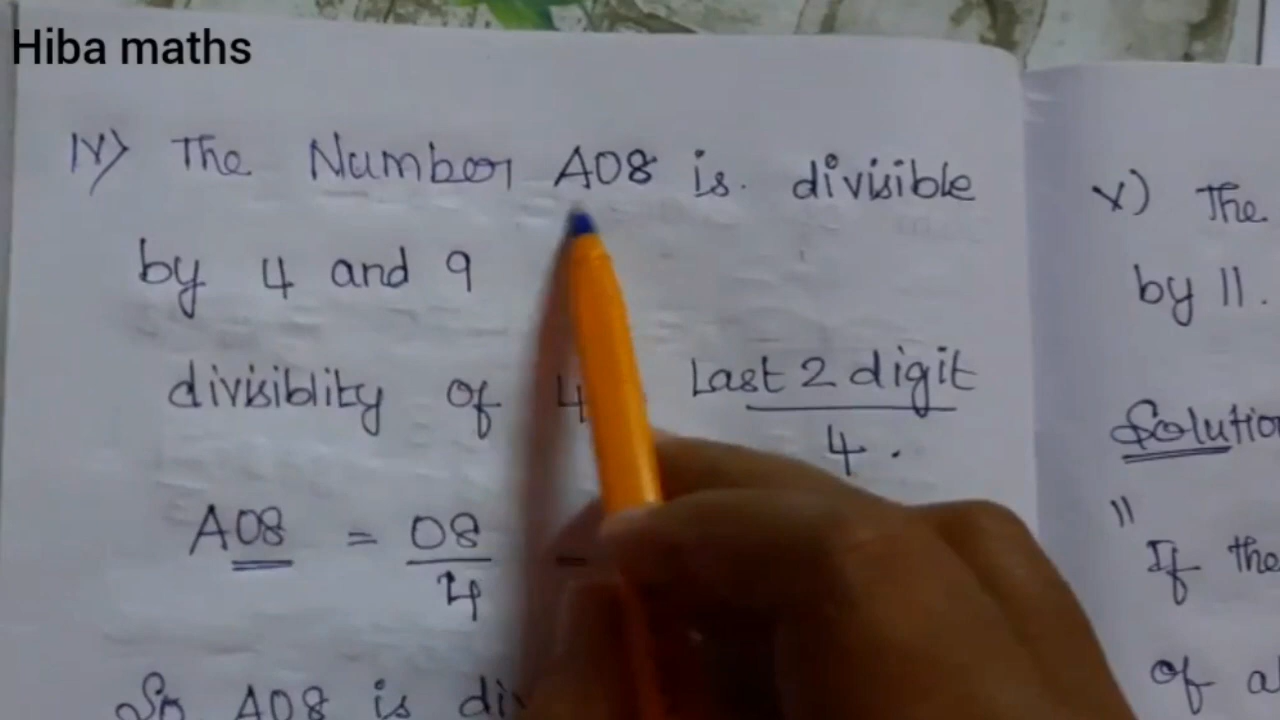 Hiba maths
IV) The Number A08 is. divisible
by 4 and 9
divisiblity of 4 Last 2 digit
4.
A08 = 08
4
So A08 is
V) The
by 11.
Solution
"
If the
of